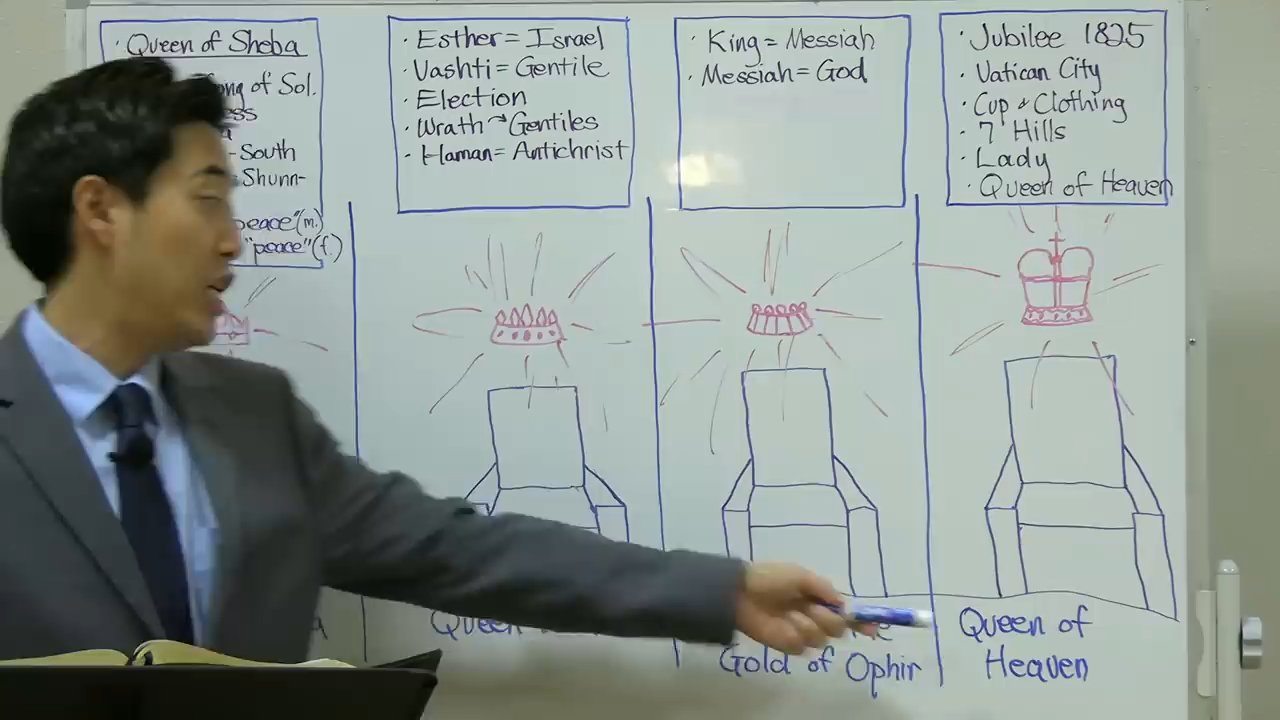 · Queen of Sheba
of Sol.
-South
-Shunn-
peace"(m.)
"peace"(f.)
· Esther = Israel
· Vashti = Gentile
· Election
· Wrath → Gentiles
· Haman = Antichrist
· King = Messiah
· Messiah = God
· Jubilee 1825
· Vatican City
· Cup & Clothing
· 7 Hills
· Lady
· Queen of Heaven
Queen
Gold of Ophir
Queen of
Heaven